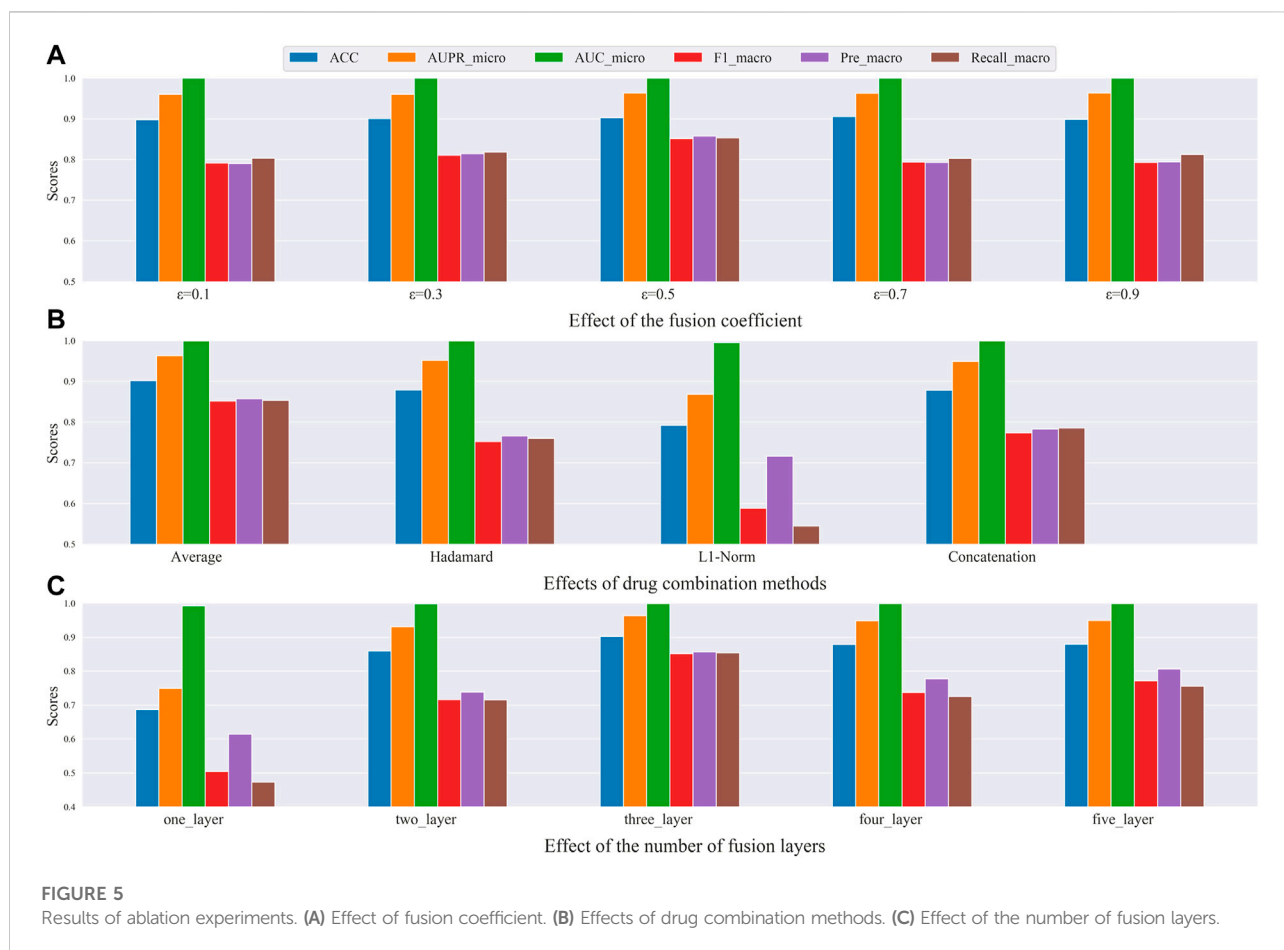 A
ACC AUPR_micro AUC_micro F1_macro Pre_macro Recall_macro
1.0
0.9
0.8
0.7
0.6
0.5
Scores
ε=0.1 ε=0.3 ε=0.5 ε=0.7 ε=0.9
Effect of the fusion coefficient
B
1.0
0.9
0.8
0.7
0.6
0.5
Scores
Average Hadamard L1-Norm Concatenation
Effects of drug combination methods
C
1.0
0.9
0.8
0.7
0.6
0.5
0.4
Scores
one_layer two_layer three_layer four_layer five_layer
Effect of the number of fusion layers
FIGURE 5
Results of ablation experiments. (A) Effect of fusion coefficient. (B) Effects of drug combination methods. (C) Effect of the number of fusion layers.